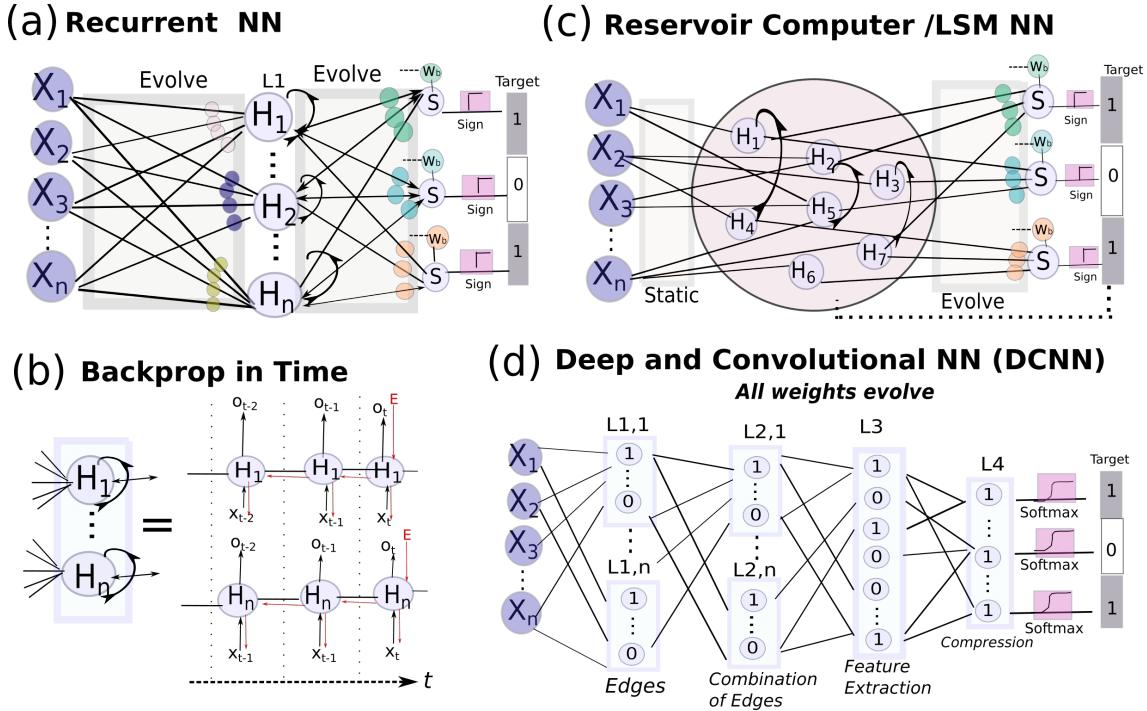 (a) Recurrent NN
Evolve
L1
Evolve
X1
X2
X3
Xn
H1
H2
Hn
Wb
S
Sign
Wb
S
Sign
Wb
S
Sign
Target
1
0
1
(c) Reservoir Computer /LSM NN
X1
X2
X3
Xn
Static
H1
H2
H3
H4
H5
H6
H7
Evolve
Wb
S
Sign
Wb
S
Sign
Wb
S
Sign
Target
1
0
1
(b) Backprop in Time
H1
Hn
=
Ot-2
Ot-1
Ot
E
H1
H1
H1
xt-2
xt-1
xt
Ot-2
Ot-1
Ot
E
Hn
Hn
Hn
xt-1
xt-1
xt
t
(d) Deep and Convolutional NN (DCNN)
All weights evolve
X1
X2
X3
Xn
L1,1
1
0
L1,n
1
0
Edges
L2,1
1
0
L2,n
1
0
Combination
of Edges
L3
1
0
1
0
0
1
Feature
Extraction
L4
1
1
1
Compression
Softmax
Softmax
Softmax
Target
1
0
1